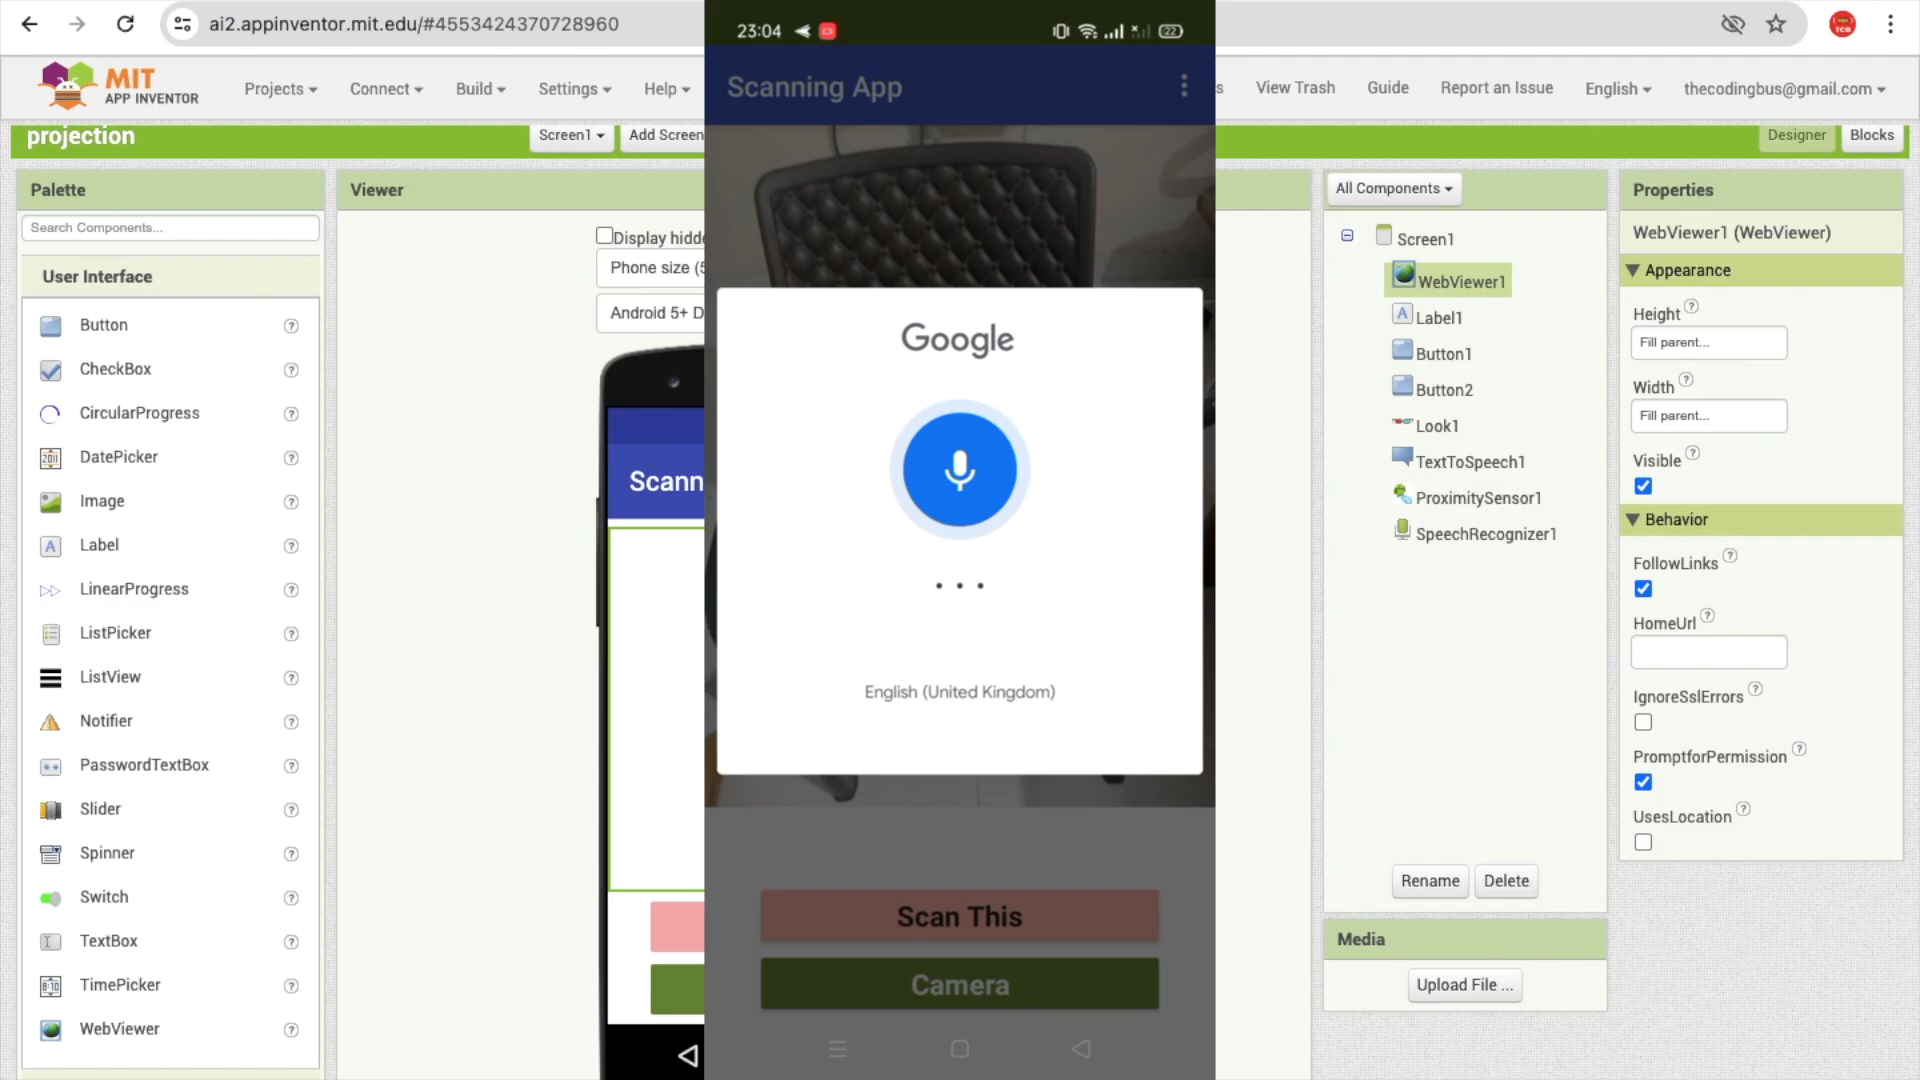 ai2.appinventor.mit.edu/#4553424370728960
MIT
APP INVENTOR
Projects
Connect
Build
Settings
Help
View Trash
Guide
Report an Issue
English
thecodingbus@gmail.com
projection
Screen1
Add Screen
Designer
Blocks
Palette
Search Components...
User Interface
Button
CheckBox
CircularProgress
DatePicker
Image
Label
LinearProgress
ListPicker
ListView
Notifier
PasswordTextBox
Slider
Spinner
Switch
TextBox
TimePicker
WebViewer
Viewer
Display hidd
Phone size (5
Android 5+ D
Scann
23:04
22
Scanning App
Google
English (United Kingdom)
Scan This
Camera
All Components
Screen1
WebViewer1
Label1
Button1
Button2
Look1
TextToSpeech1
ProximitySensor1
SpeechRecognizer1
Rename
Delete
Media
Upload File ...
Properties
WebViewer1 (WebViewer)
Appearance
Height
Fill parent...
Width
Fill parent...
Visible
Behavior
FollowLinks
HomeUrl
IgnoreSslErrors
PromptforPermission
UsesLocation